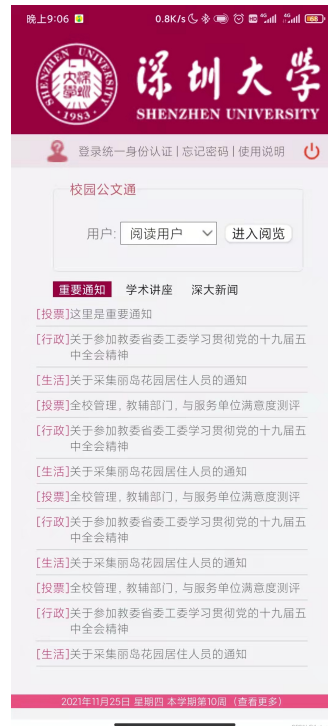 晚上9:06
0.8K/s
深圳大学
SHENZHEN UNIVERSITY
SHENZHEN UNIVERSITY
1983
登录统一身份认证 | 忘记密码 | 使用说明
校园公文通
用户: 阅读用户 进入阅览
重要通知 学术讲座 深大新闻
[投票]这里是重要通知
[行政]关于参加教委省委工委学习贯彻党的十九届五
中全会精神
[生活]关于采集丽岛花园居住人员的通知
[投票]全校管理, 教辅部门, 与服务单位满意度测评
[行政]关于参加教委省委工委学习贯彻党的十九届五
中全会精神
[生活]关于采集丽岛花园居住人员的通知
[投票]全校管理, 教辅部门, 与服务单位满意度测评
[行政]关于参加教委省委工委学习贯彻党的十九届五
中全会精神
[生活]关于采集丽岛花园居住人员的通知
[投票]全校管理, 教辅部门, 与服务单位满意度测评
[行政]关于参加教委省委工委学习贯彻党的十九届五
中全会精神
[生活]关于采集丽岛花园居住人员的通知
2021年11月25日 星期四 本学期第10周（查看更多）